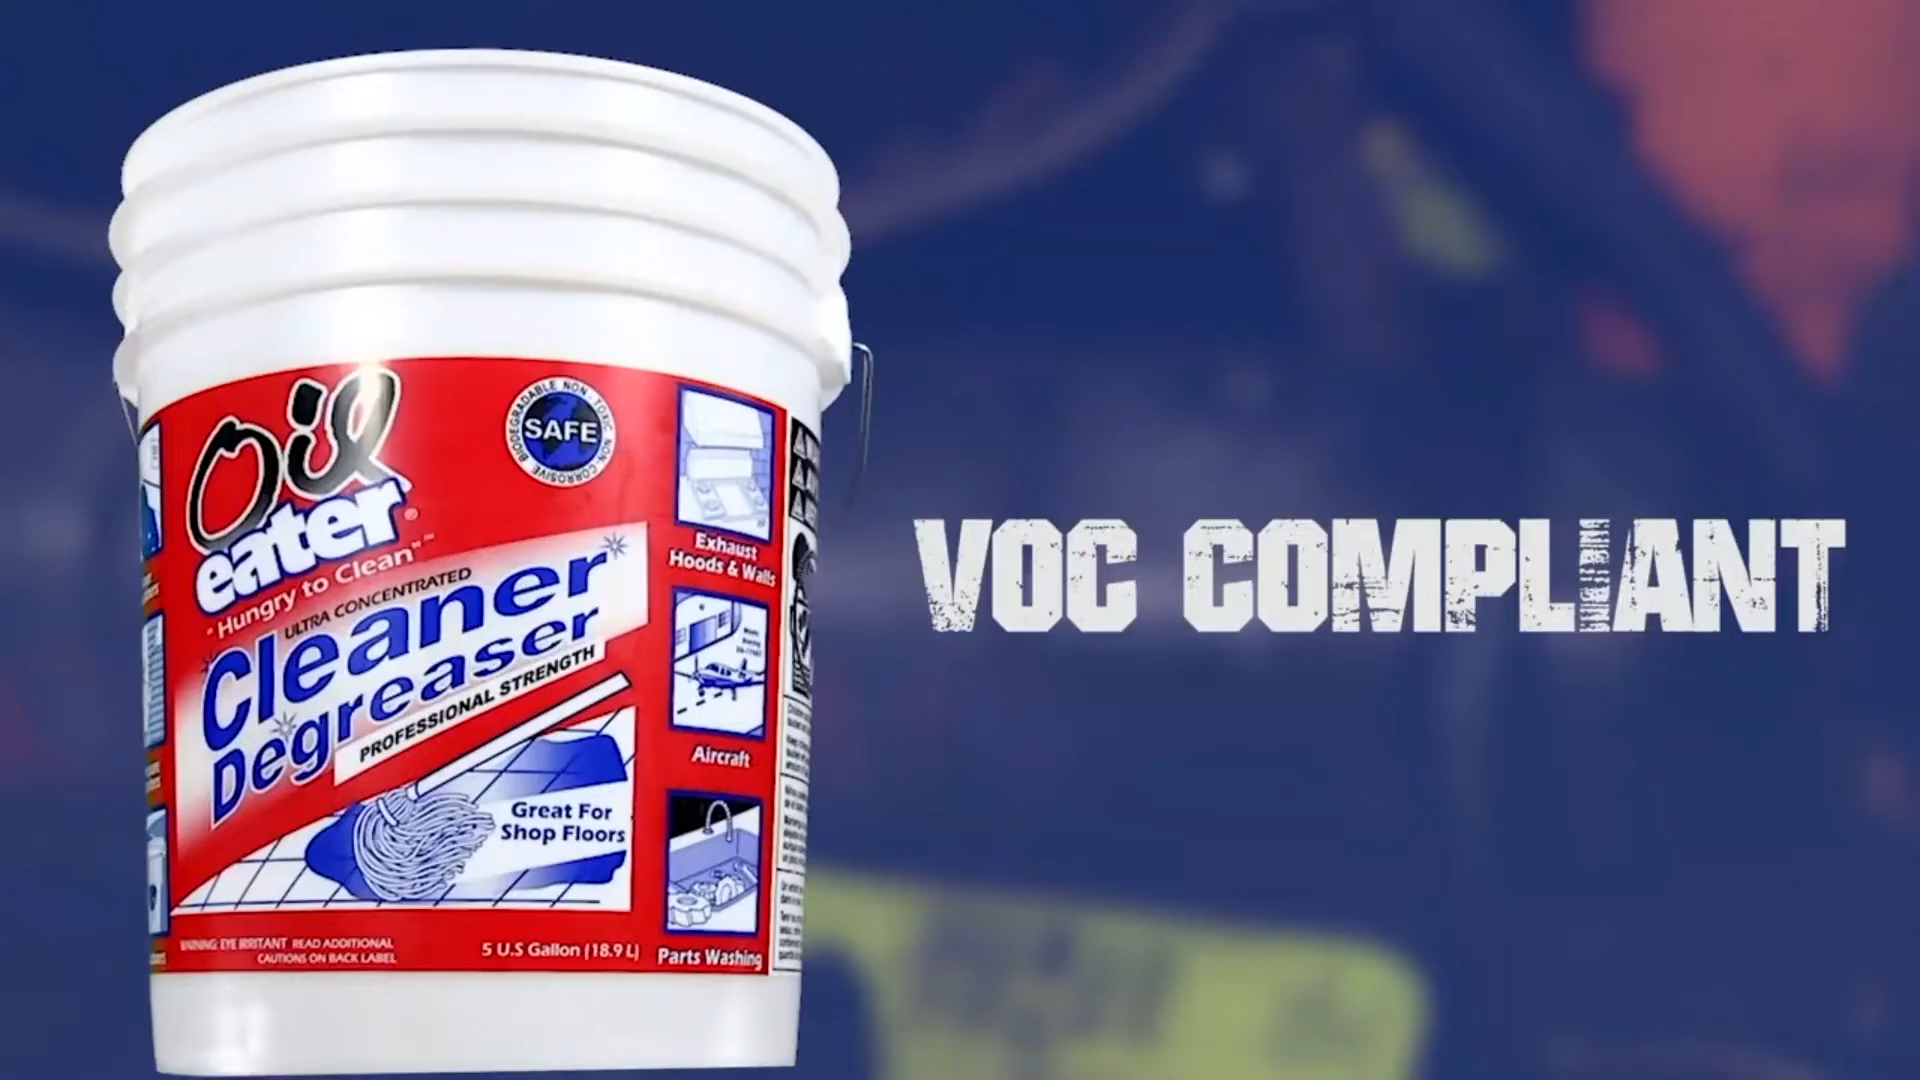 Oil
eater®
"Hungry to Clean"™
ULTRA CONCENTRATED
Cleaner
Degreaser
PROFESSIONAL STRENGTH
BIODEGRADABLE NON-TOXIC NON-CORROSIVE
SAFE
Exhaust
Hoods & Walls
Aircraft
Great For
Shop Floors
Parts Washing
WARNING: EYE IRRITANT READ ADDITIONAL
CAUTIONS ON BACK LABEL
5 U.S Gallon (18.9 L)
VOC COMPLIANT